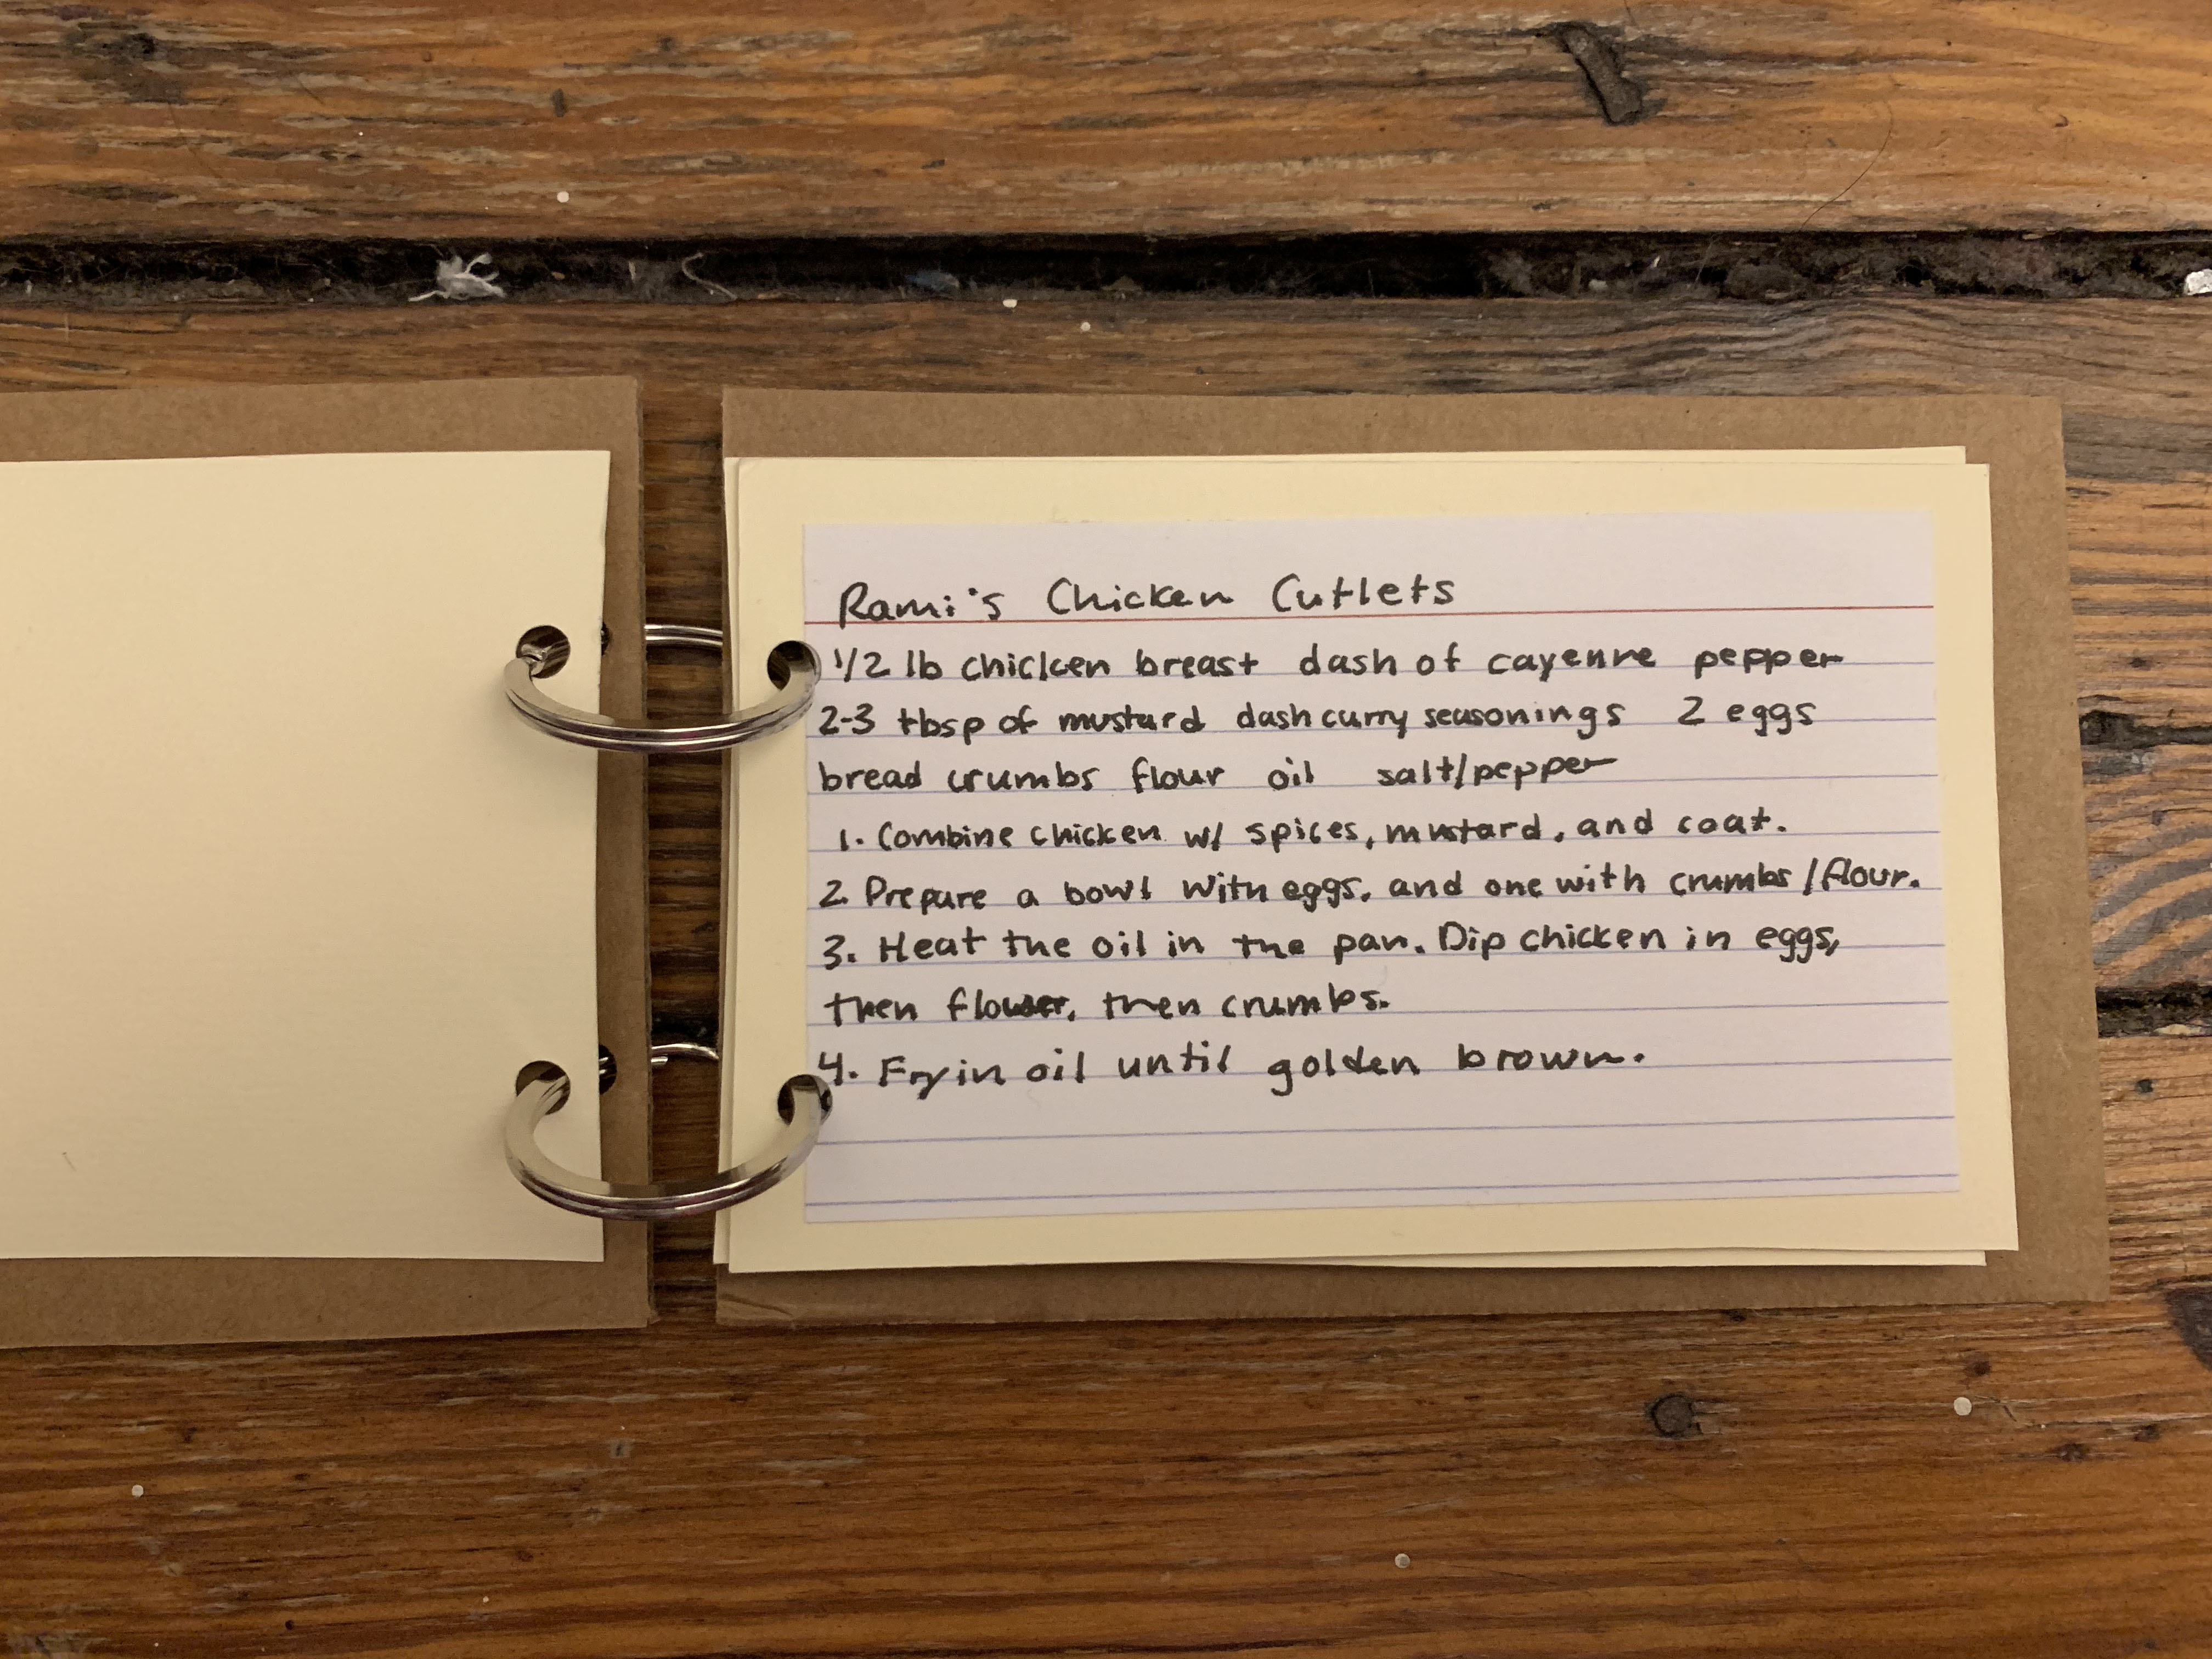 Rami's Chicken Cutlets
1/2 lb chicken breast dash of cayenne pepper
2-3 tbsp of mustard dash curry seasonings 2 eggs
bread crumbs flour oil salt/pepper
1. Combine chicken w/ spices, mustard, and coat.
2. Prepare a bowl with eggs, and one with crumbs/flour.
3. Heat the oil in the pan. Dip chicken in eggs,
then flower, then crumbs.
4. Fry in oil until golden brown.